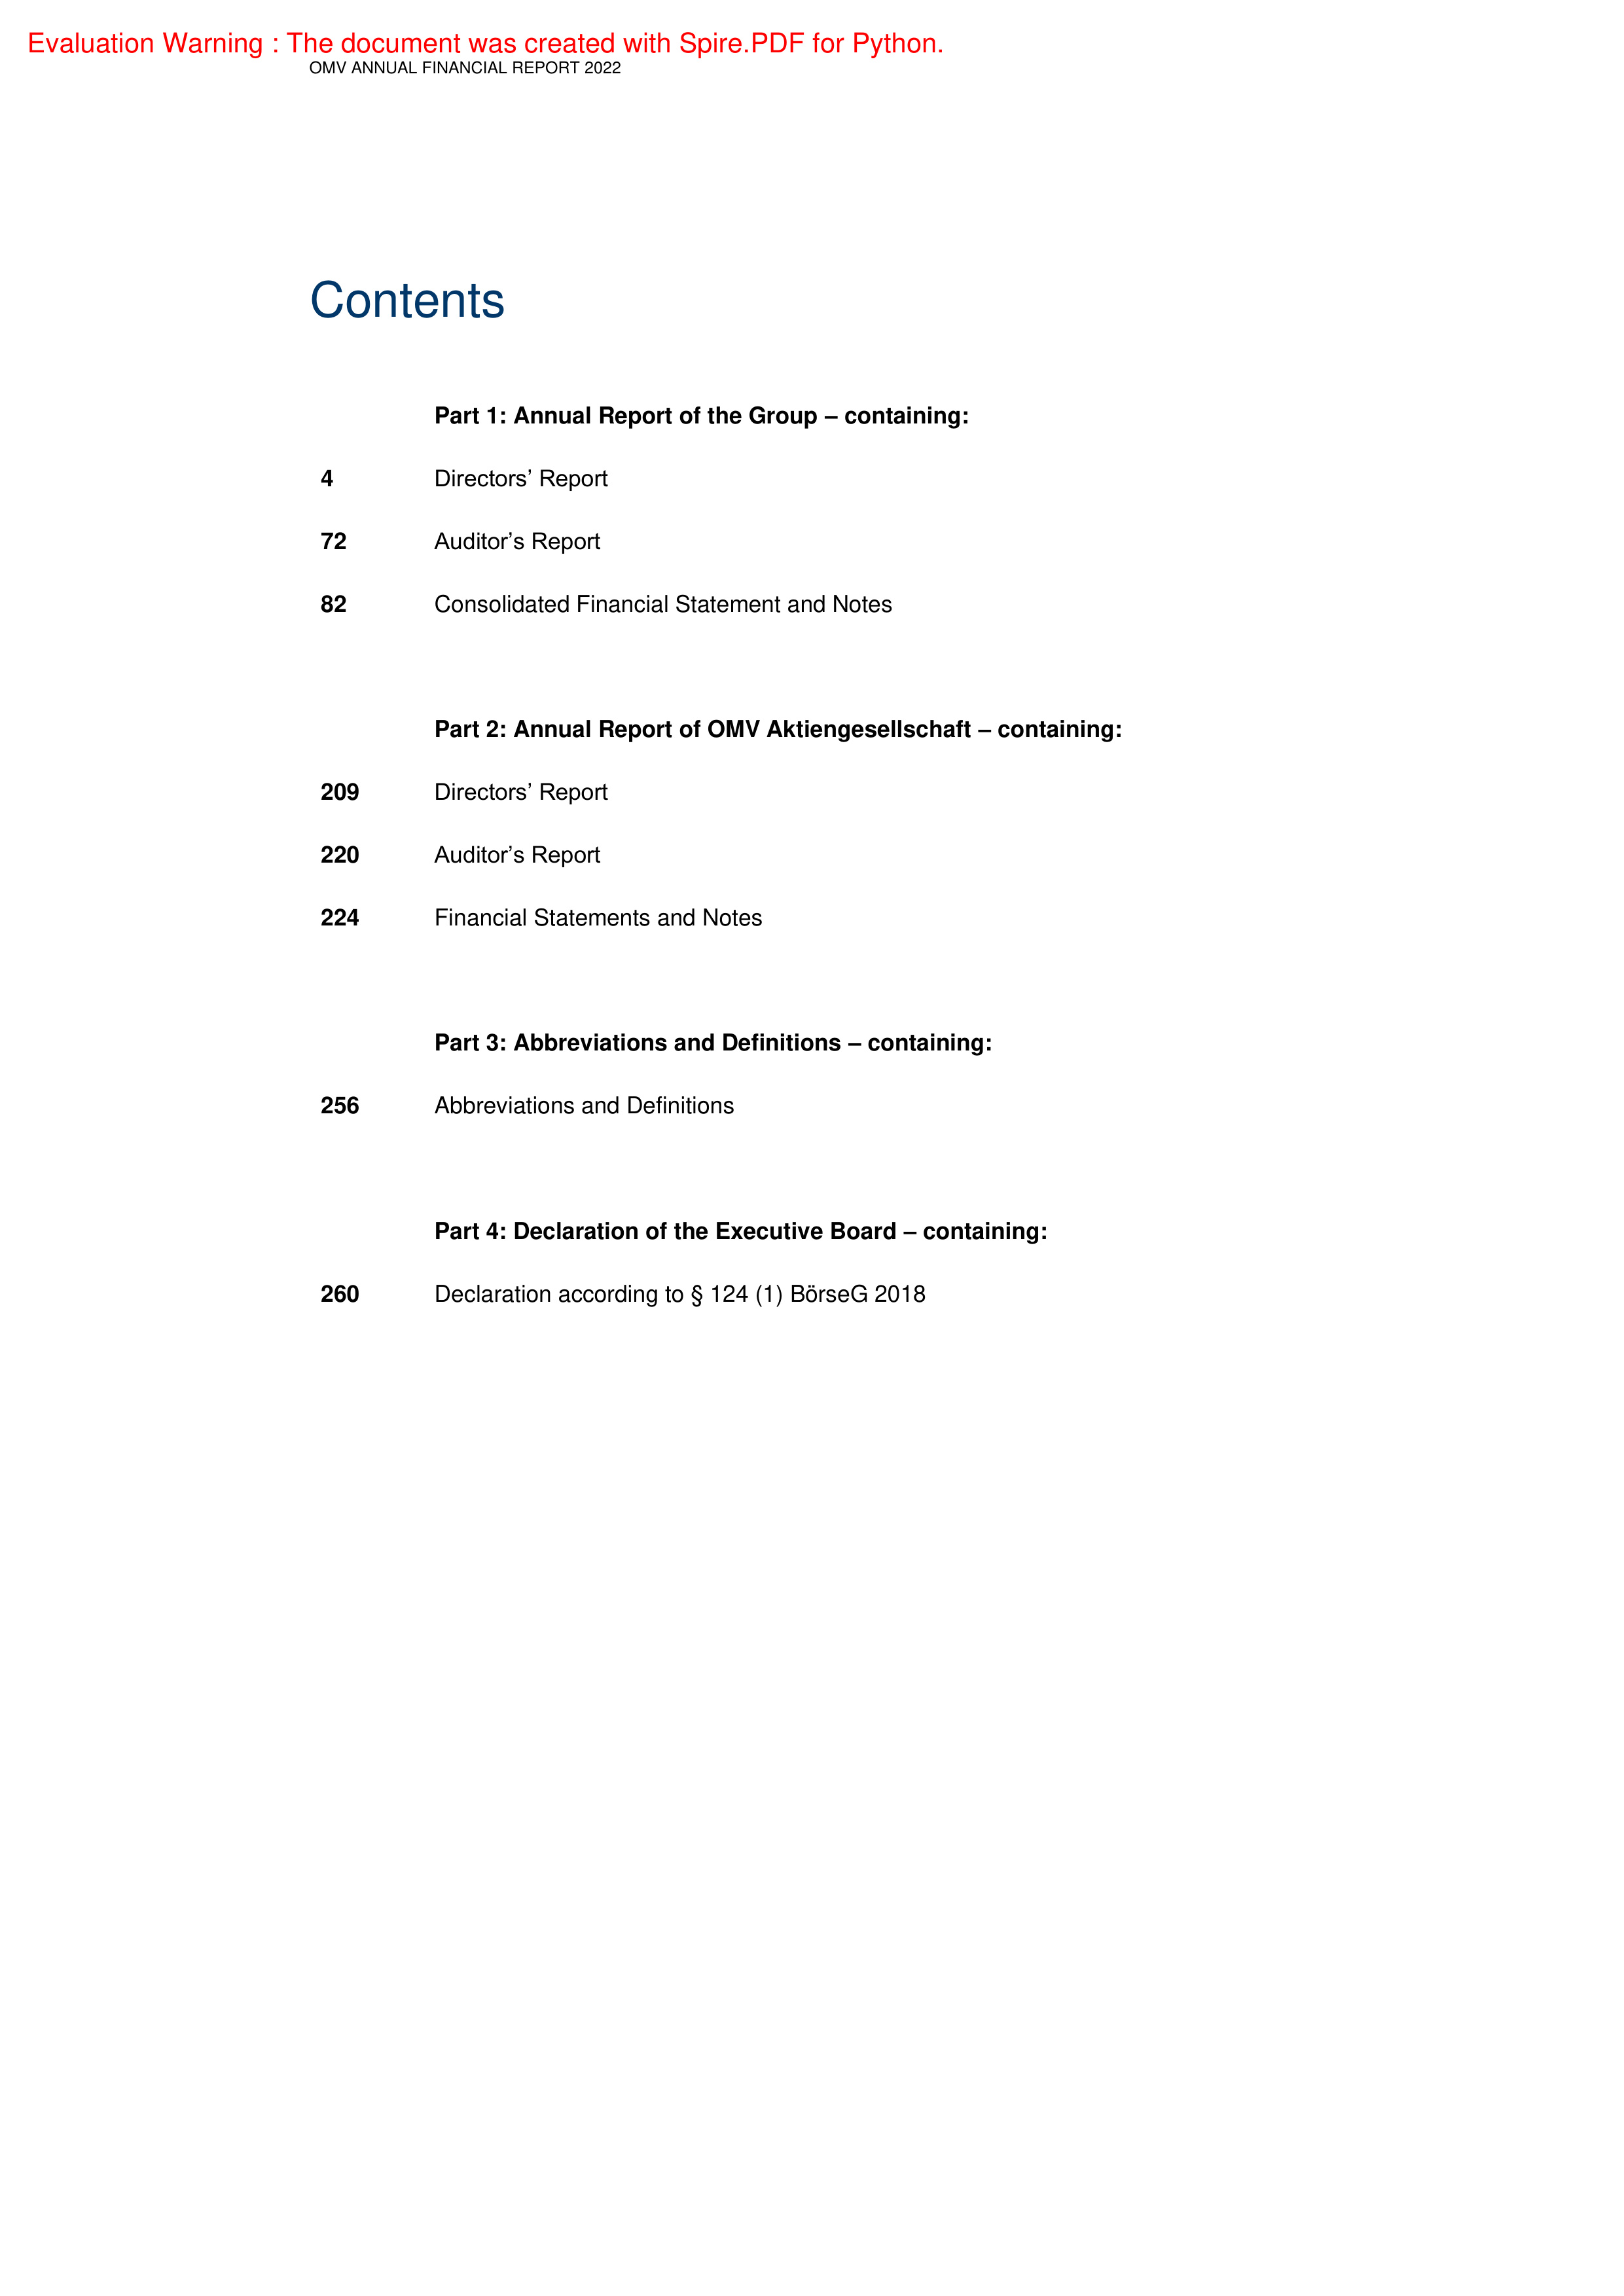 Evaluation Warning : The document was created with Spire.PDF for Python.
OMV ANNUAL FINANCIAL REPORT 2022
Contents
Part 1: Annual Report of the Group – containing:
4 Directors’ Report
72 Auditor’s Report
82 Consolidated Financial Statement and Notes
Part 2: Annual Report of OMV Aktiengesellschaft – containing:
209 Directors’ Report
220 Auditor’s Report
224 Financial Statements and Notes
Part 3: Abbreviations and Definitions – containing:
256 Abbreviations and Definitions
Part 4: Declaration of the Executive Board – containing:
260 Declaration according to § 124 (1) BörseG 2018